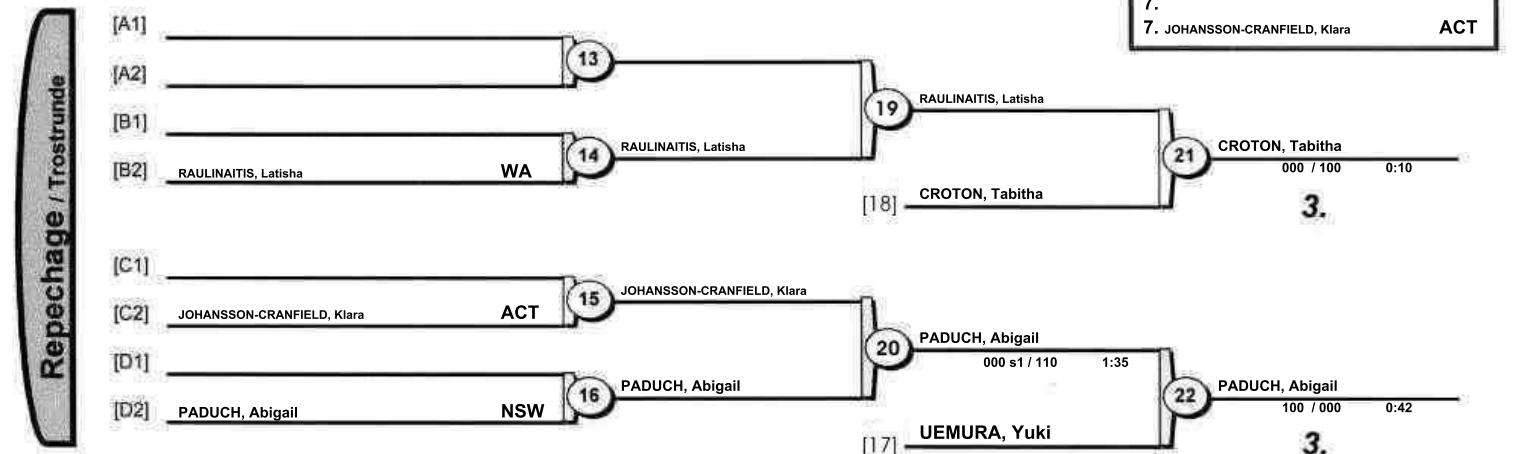 Repechage / Trostrunde
7.
7. JOHANSSON-CRANFIELD, Klara ACT
[A1]
13
[A2]
19
RAULINAITIS, Latisha
[B1]
14
RAULINAITIS, Latisha
21
CROTON, Tabitha
000 / 100 0:10
[B2] RAULINAITIS, Latisha WA
[18] CROTON, Tabitha
3.
[C1]
15
JOHANSSON-CRANFIELD, Klara
[C2] JOHANSSON-CRANFIELD, Klara ACT
20
PADUCH, Abigail
000 s1 / 110 1:35
[D1]
16
PADUCH, Abigail
22
PADUCH, Abigail
100 / 000 0:42
[D2] PADUCH, Abigail NSW
[17] UEMURA, Yuki
3.